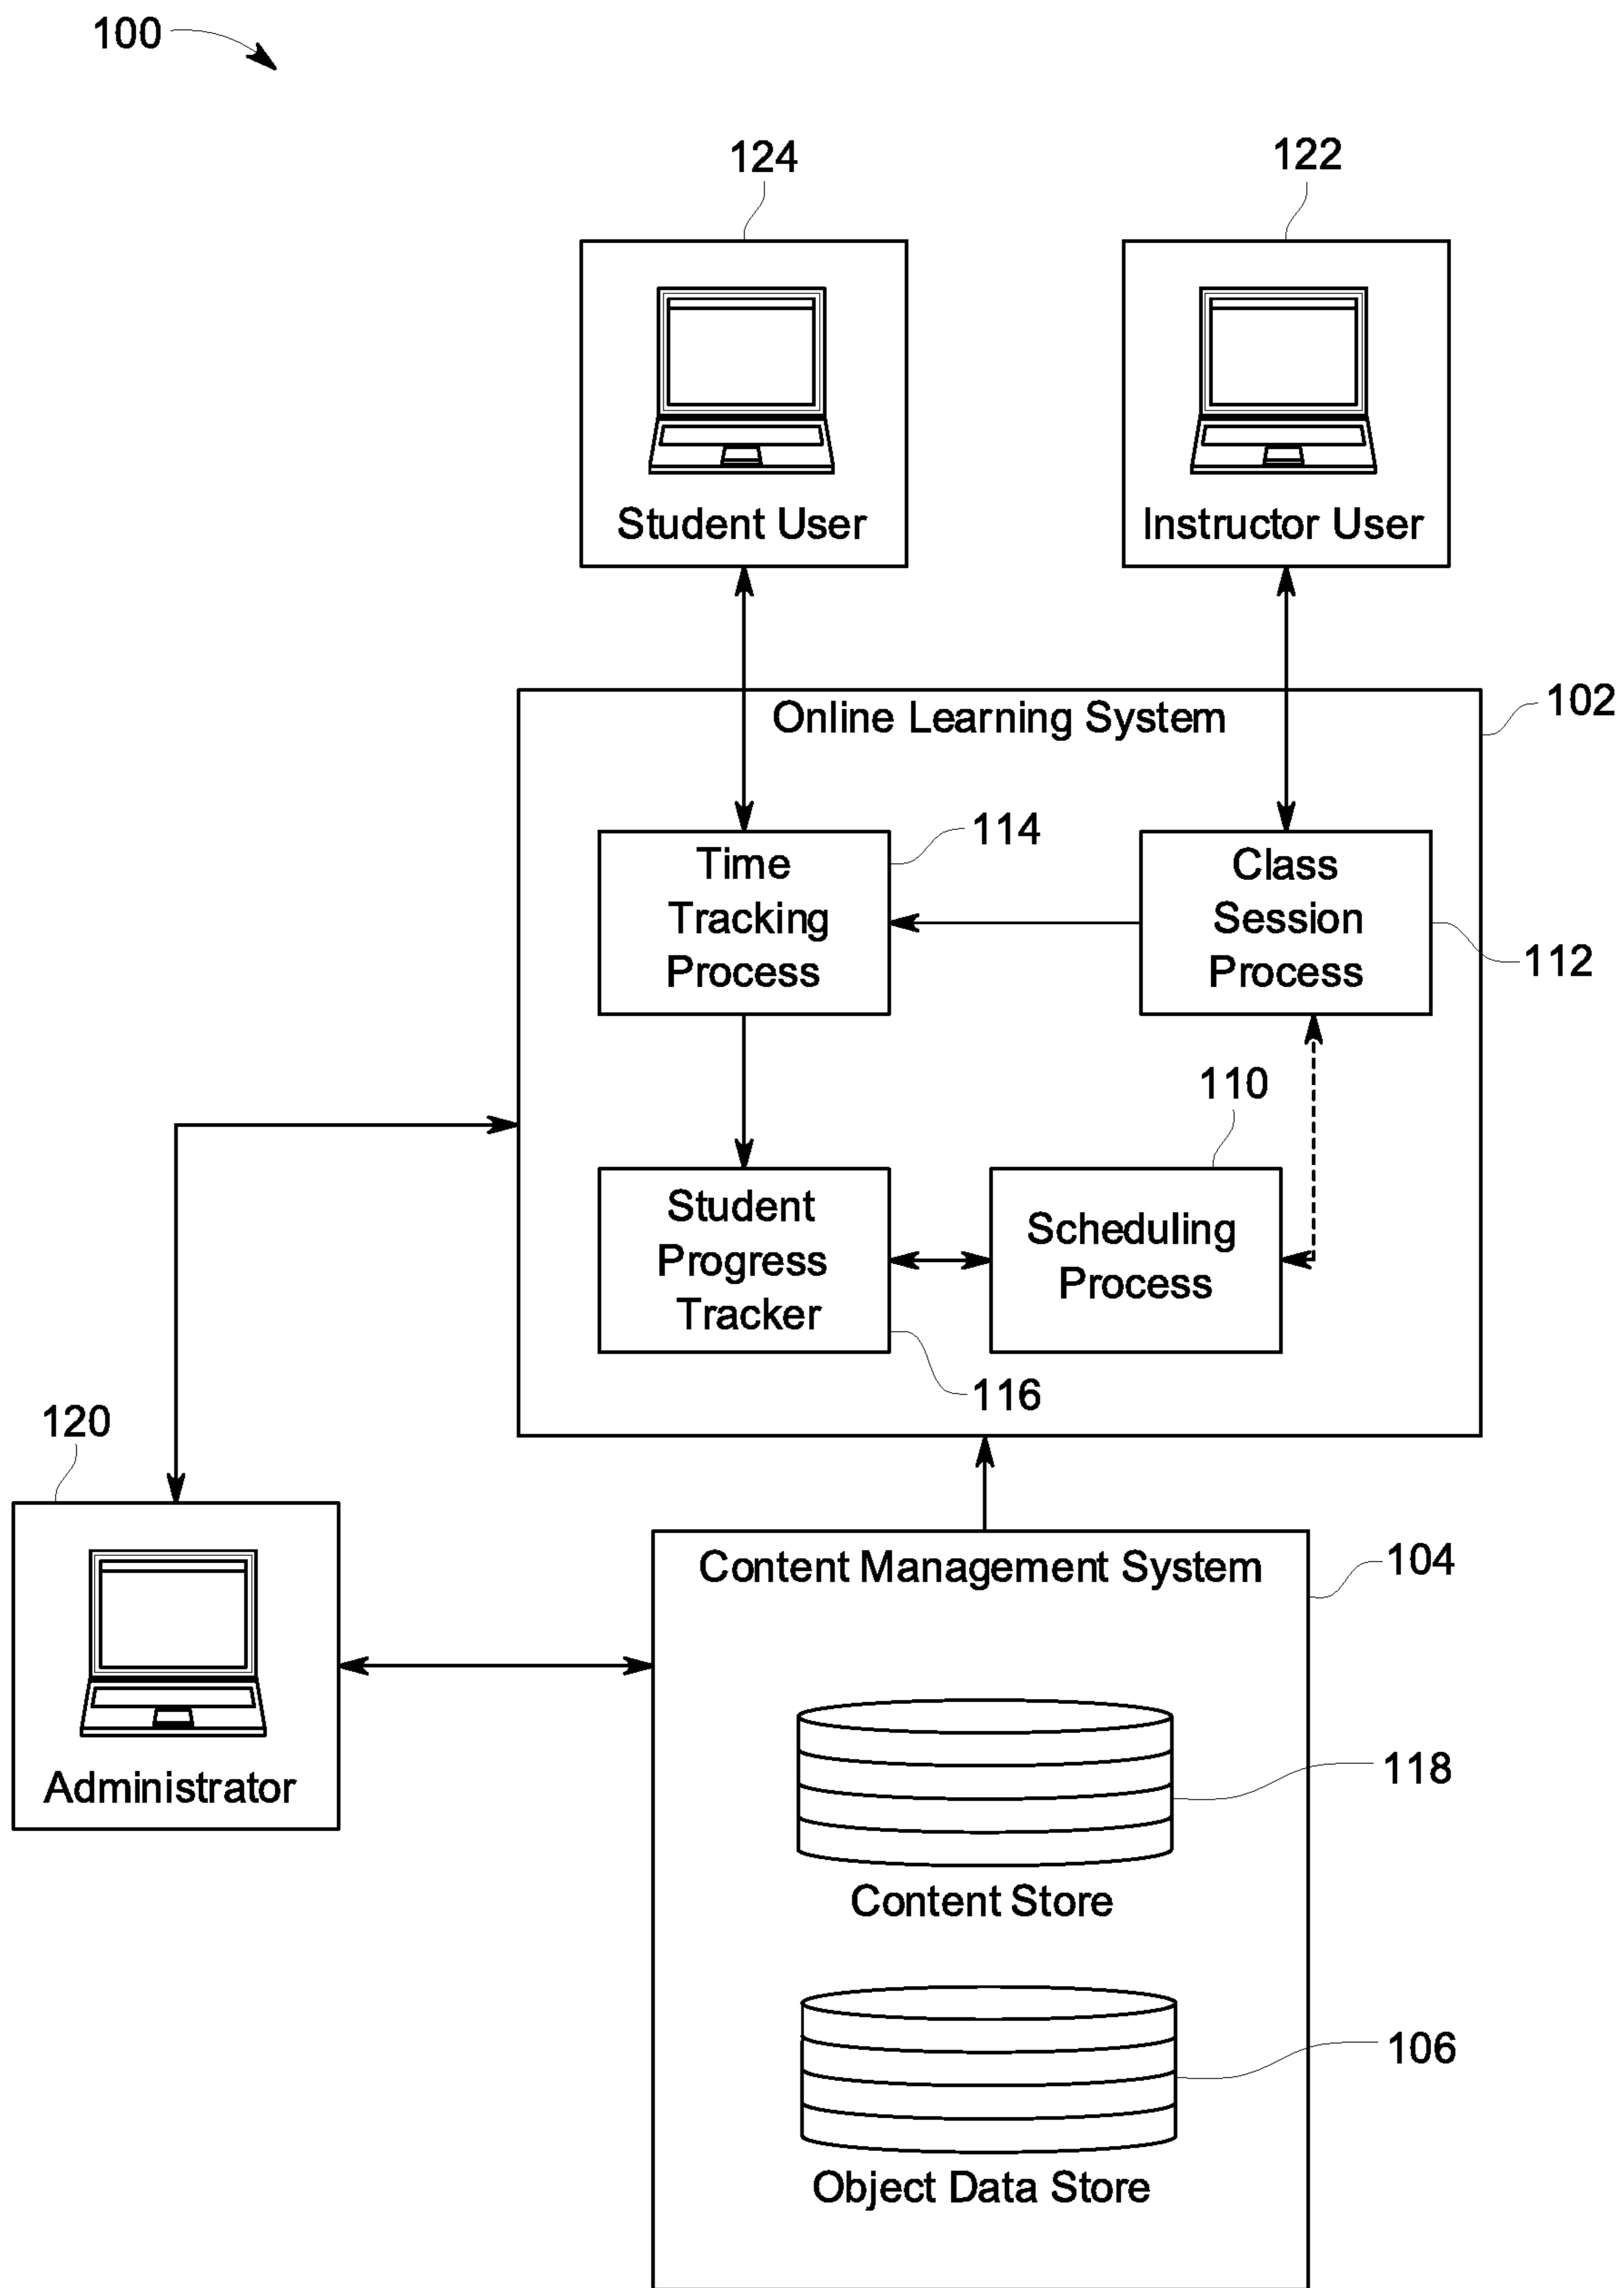 100
124
122
Student User
Instructor User
102
Online Learning System
114
Time
Tracking
Process
Class
Session
Process
112
110
Student
Progress
Tracker
Scheduling
Process
116
120
Administrator
Content Management System
104
118
Content Store
106
Object Data Store